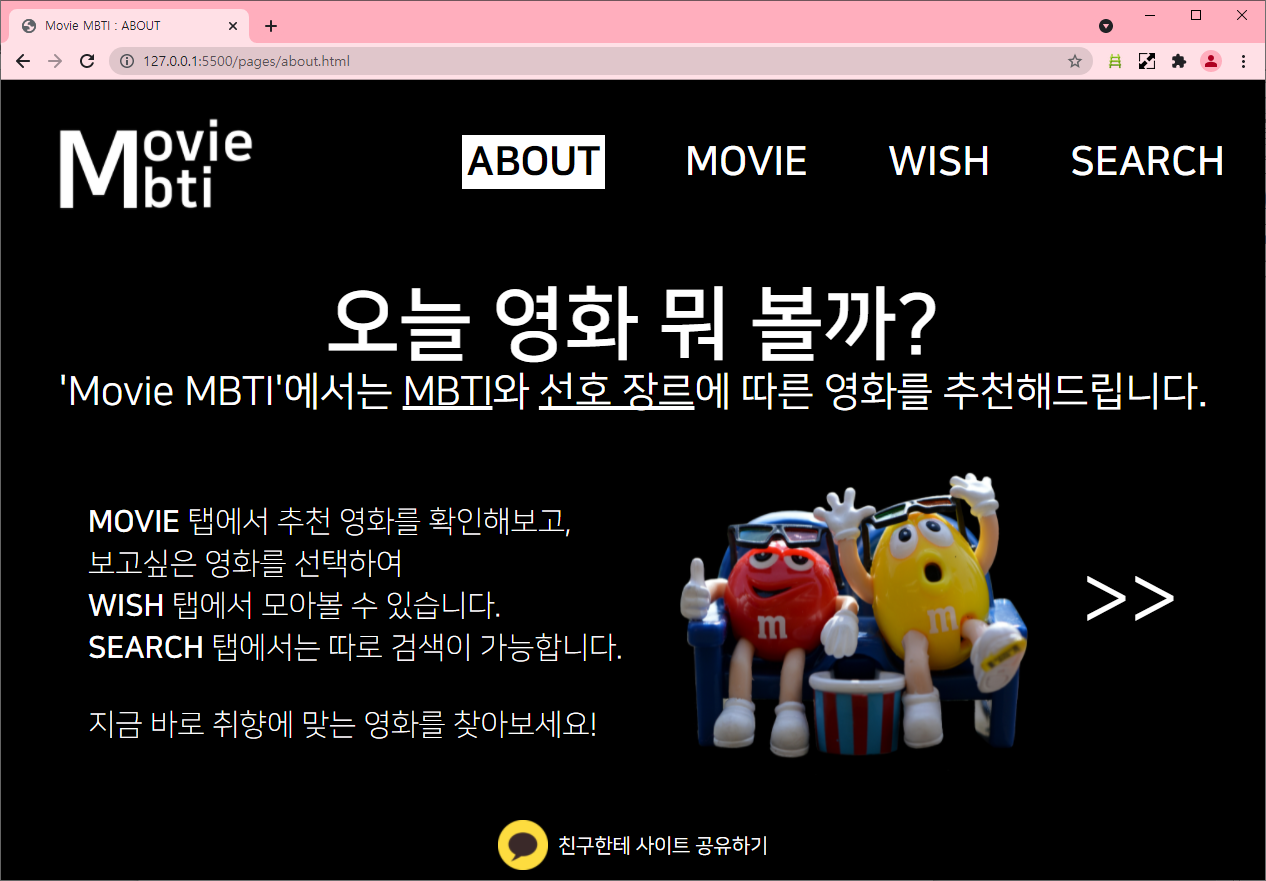 Movie MBTI : ABOUT
127.0.0.1:5500/pages/about.html
Movie
Mbti
ABOUT MOVIE WISH SEARCH
오늘 영화 뭐 볼까?
'Movie MBTI'에서는 MBTI와 선호 장르에 따른 영화를 추천해드립니다.
MOVIE 탭에서 추천 영화를 확인해보고,
보고싶은 영화를 선택하여
WISH 탭에서 모아볼 수 있습니다.
SEARCH 탭에서는 따로 검색이 가능합니다.
지금 바로 취향에 맞는 영화를 찾아보세요!
m
m
>>
친구한테 사이트 공유하기